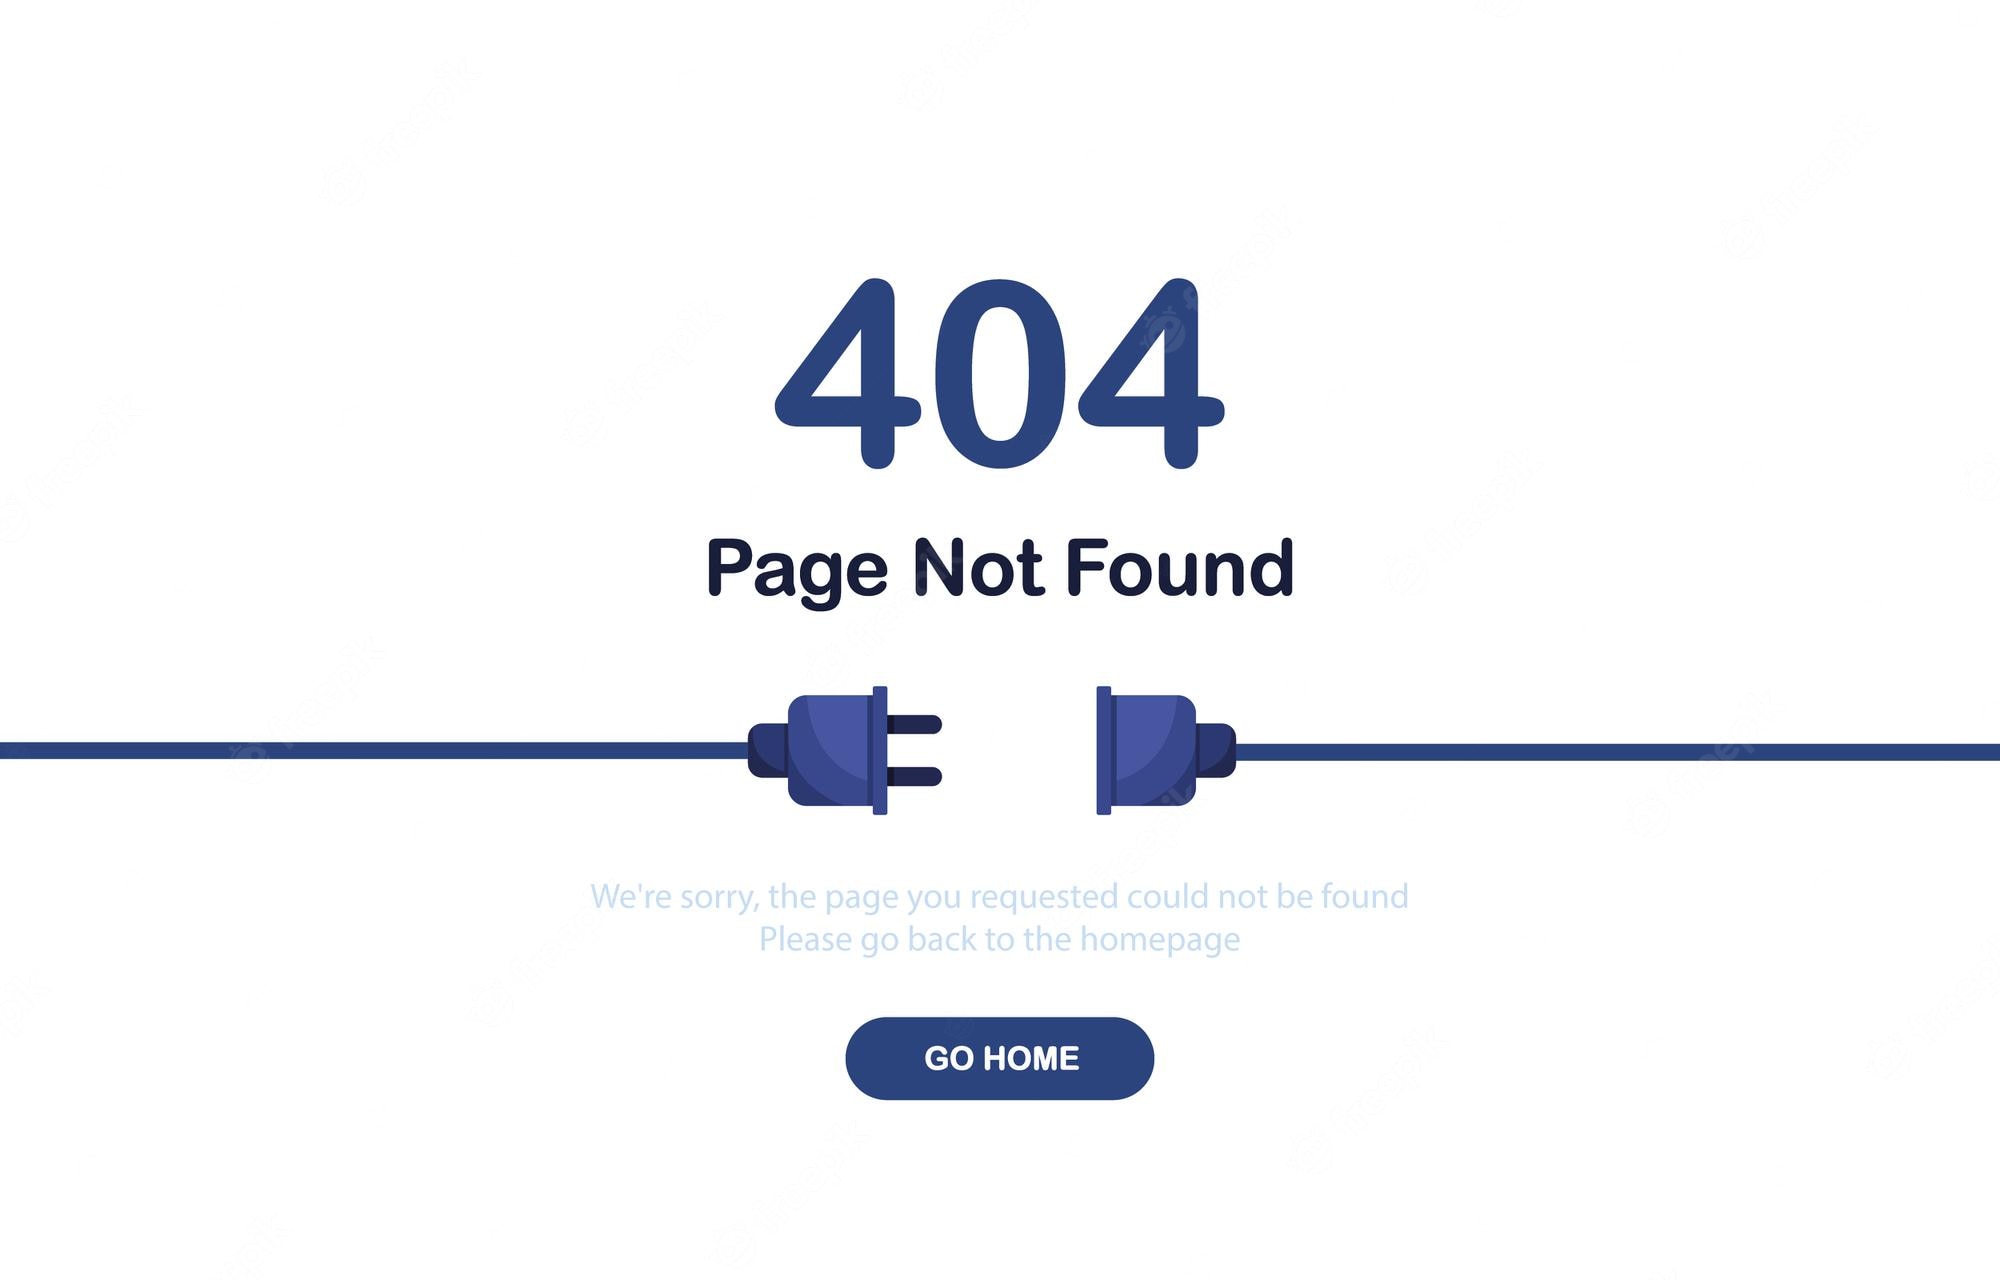 404
Page Not Found
We're sorry, the page you requested could not be found
Please go back to the homepage
GO HOME